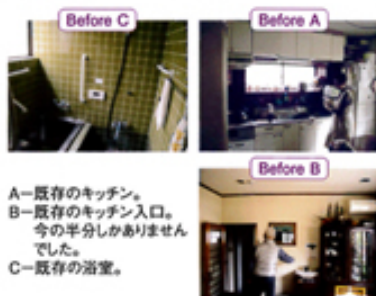 Before C
Before A
Before B
A－既存のキッチン。
B－既存のキッチン入口。
今の半分しかありません
でした。
C－既存の浴室。